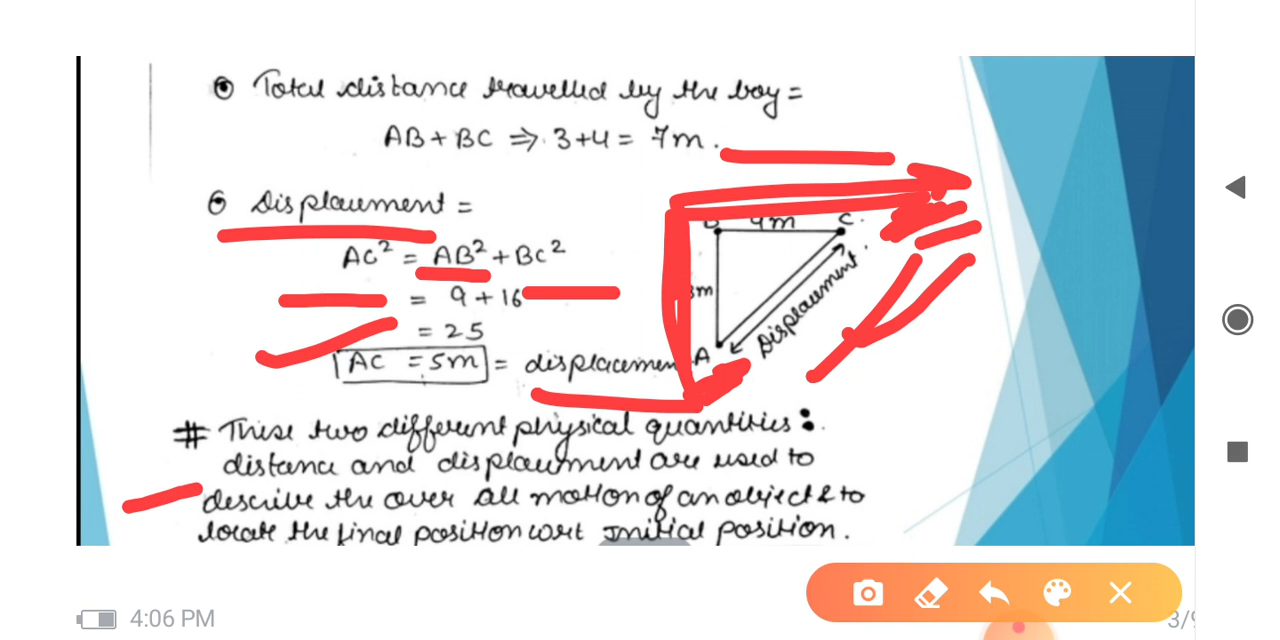 Total distance travelled by the boy =
AB + BC ⇒ 3+4 = 7m.
Displacement =
AC² = AB² + BC²
= 9 + 16
= 25
AC = 5m = displacement
4m C.
3m
A
Displacement.
# These two different physical quantities :
distance and displacement are used to
describe the over all motion of an object & to
locate the final position wrt Initial position.
4:06 PM
3/9